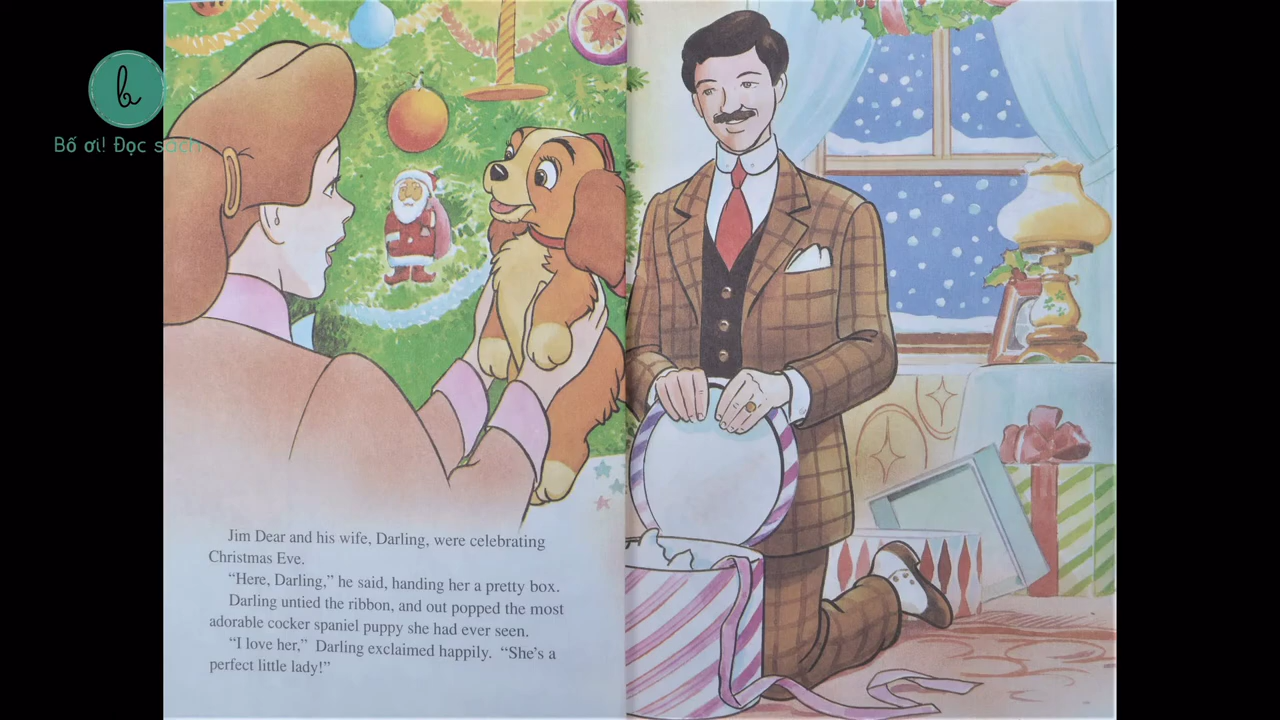 b
Bố ơi! Đọc sách
Jim Dear and his wife, Darling, were celebrating
Christmas Eve.
“Here, Darling,” he said, handing her a pretty box.
Darling untied the ribbon, and out popped the most
adorable cocker spaniel puppy she had ever seen.
“I love her,” Darling exclaimed happily. “She’s a
perfect little lady!”